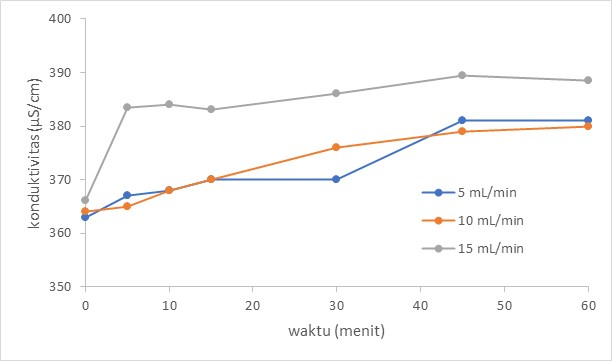 400
390
380
370
360
350
konduktivitas (µS/cm)
5 mL/min
10 mL/min
15 mL/min
0
10
20
30
40
50
60
waktu (menit)